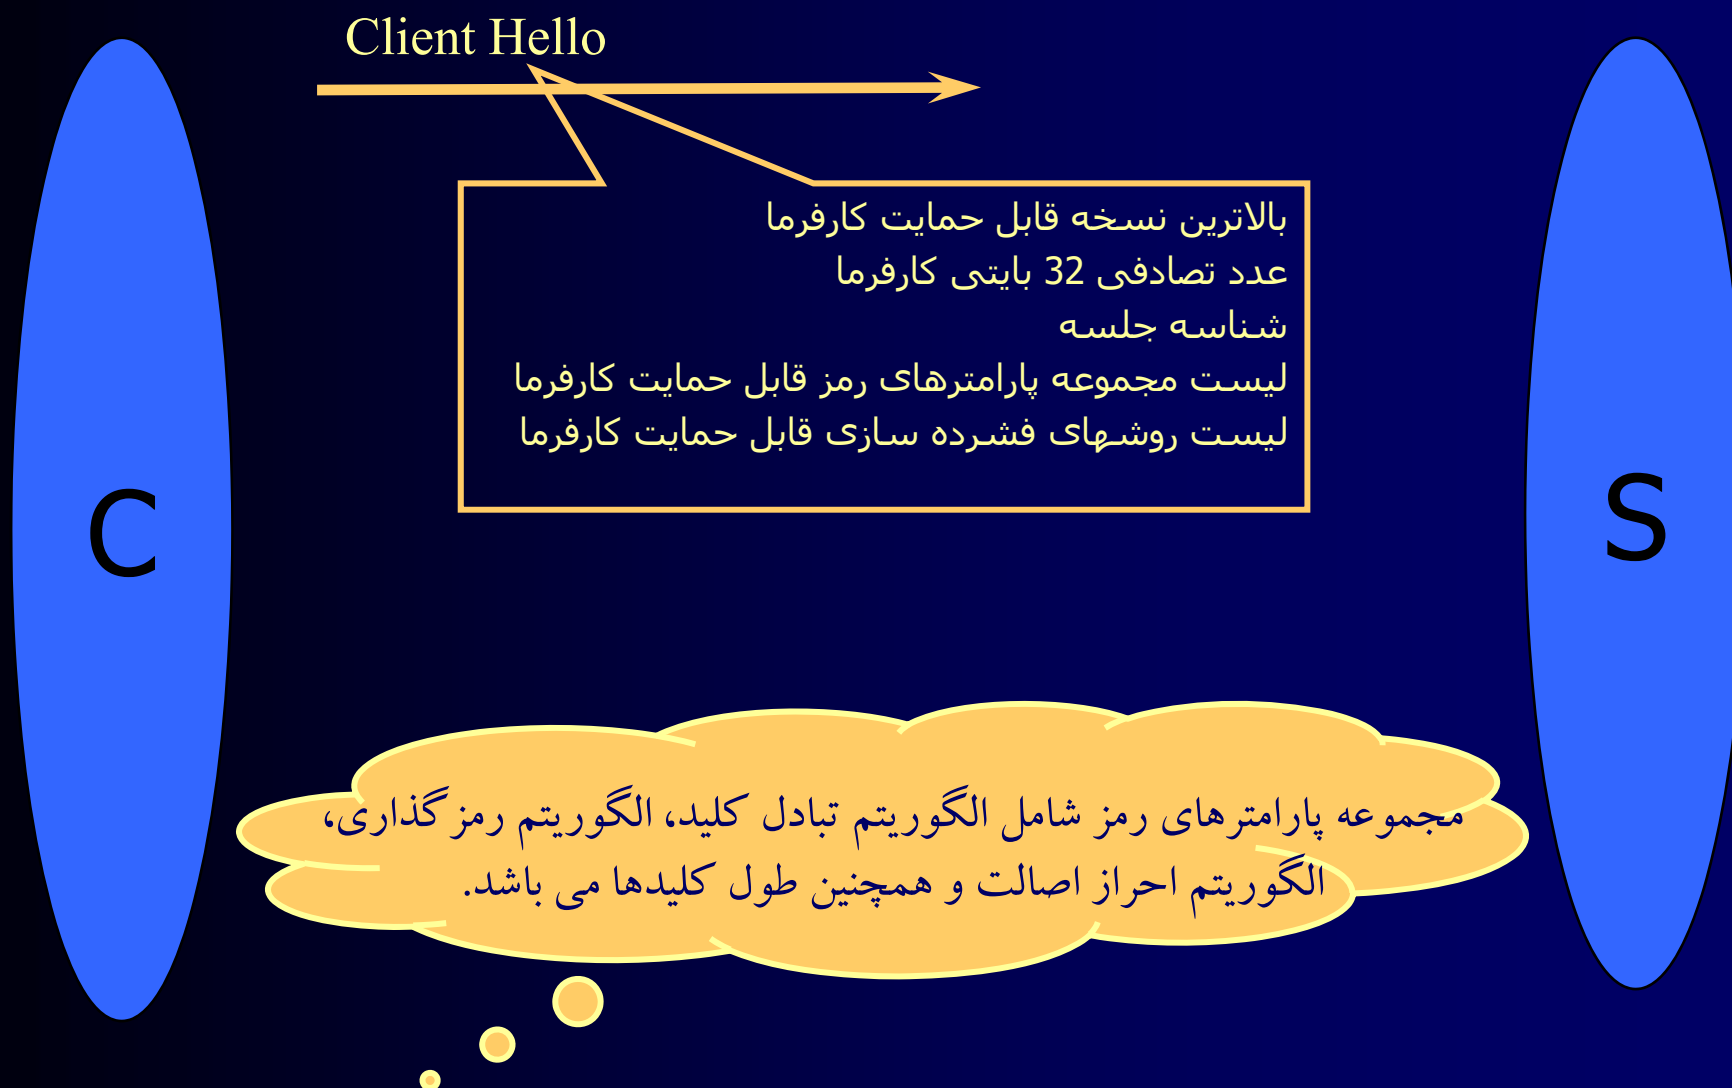 Client Hello
بالاترین نسخه قابل حمایت کارفرما
عدد تصادفی 32 بایتی کارفرما
شناسه جلسه
لیست مجموعه پارامترهای رمز قابل حمایت کارفرما
لیست روشهای فشرده سازی قابل حمایت کارفرما
C
S
مجموعه پارامترهای رمز شامل الگوریتم تبادل کلید، الگوریتم رمز گذاری،
الگوریتم احراز اصالت و همچنین طول کلیدها می باشد.